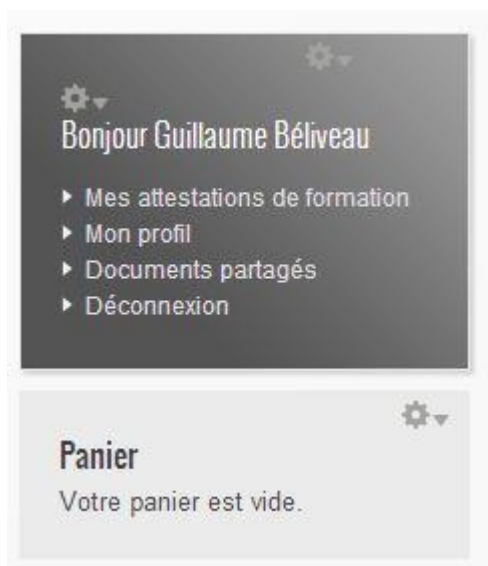 Bonjour Guillaume Béliveau
Mes attestations de formation
Mon profil
Documents partagés
Déconnexion
Panier
Votre panier est vide.